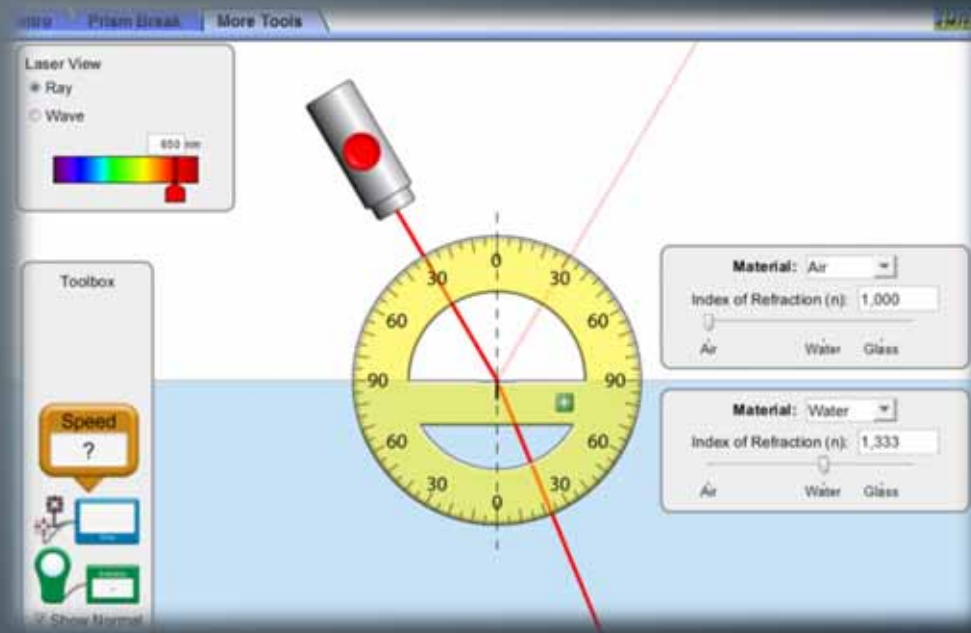 Intro Prism Break More Tools
Laser View
Ray
Wave
650 nm
Toolbox
Speed
?
Show Normal
0
30 30
60 60
90 90
60 60
30 30
0
Material: Air
Index of Refraction (n): 1,000
Air Water Glass
Material: Water
Index of Refraction (n): 1,333
Air Water Glass